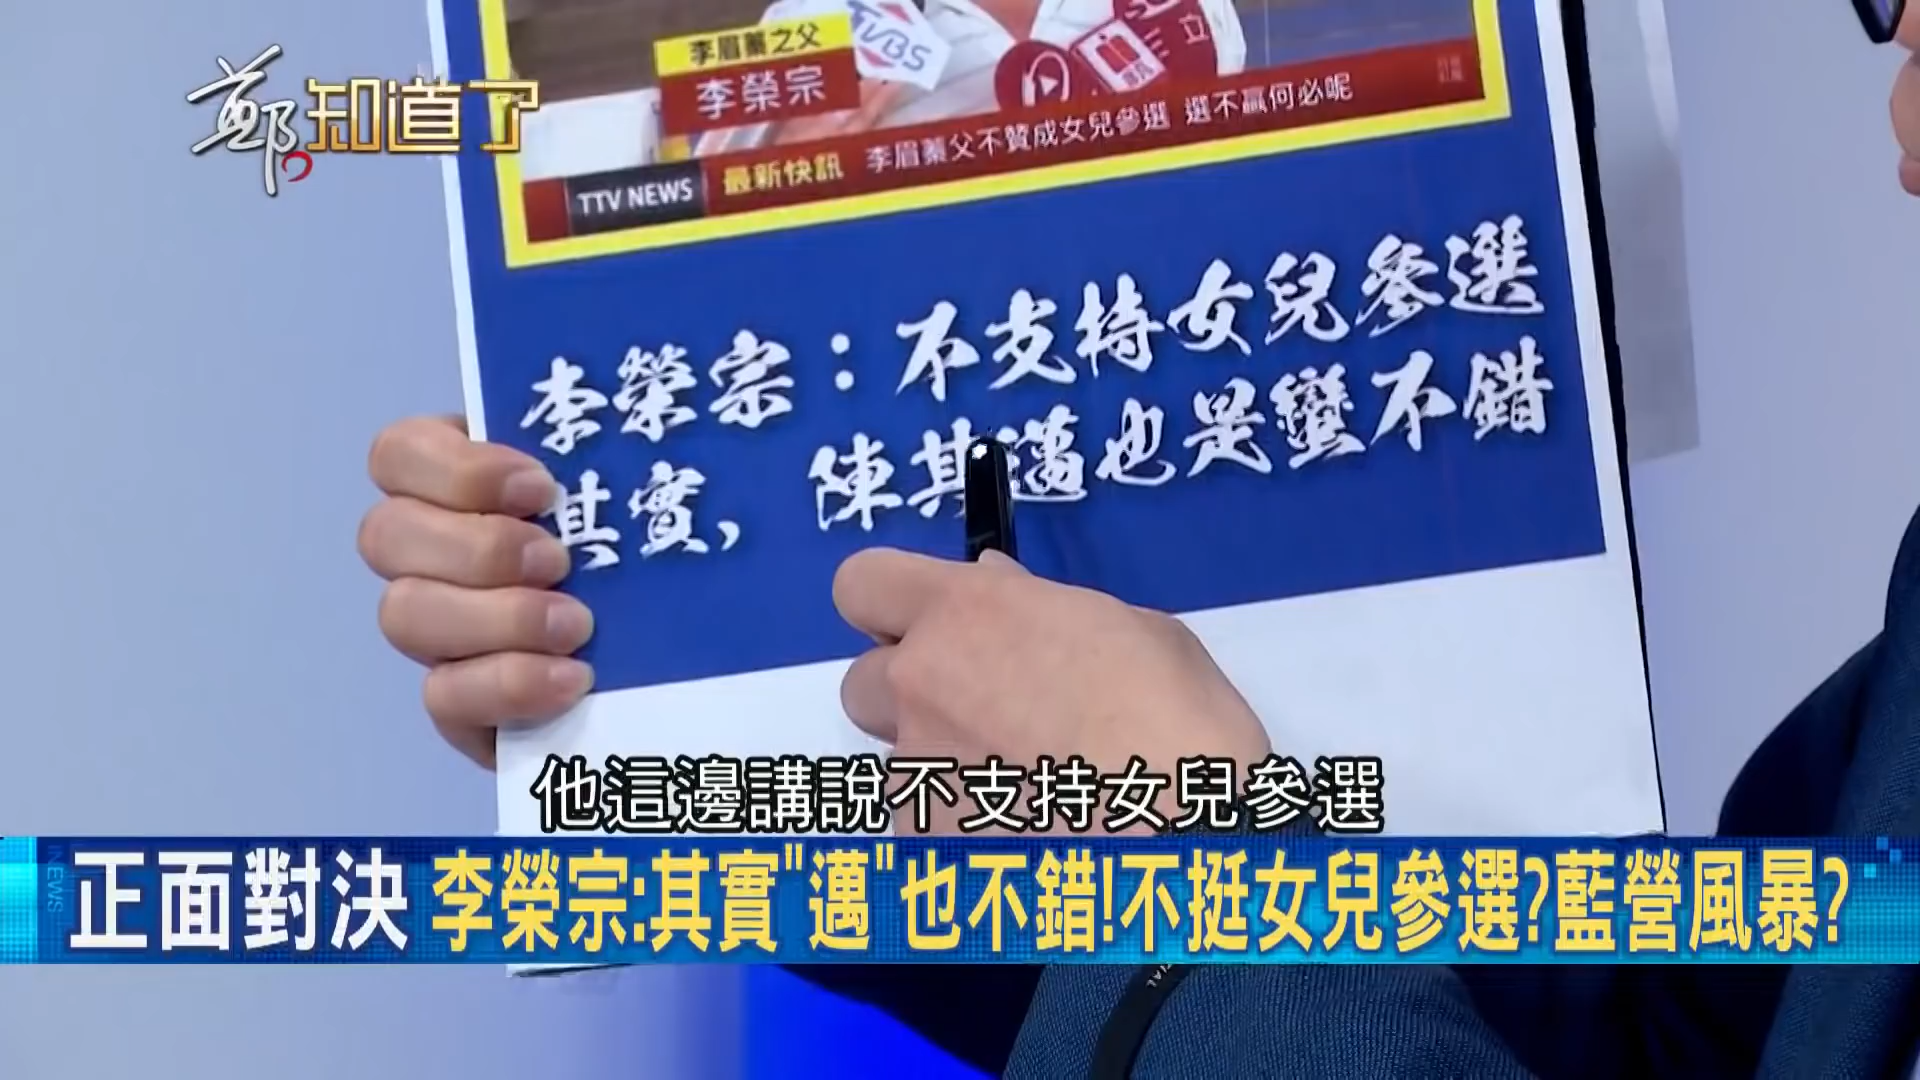 鄭知道了
TVBS
三立
李眉蓁之父
李榮宗
李眉蓁父不贊成女兒參選 選不贏何必呢
TTV NEWS 最新快訊
李榮宗：不支持女兒參選
其實，陳其邁也是蠻不錯
他這邊講說不支持女兒參選
NEWS
正面對決 李榮宗:其實"邁"也不錯!不挺女兒參選?藍營風暴?